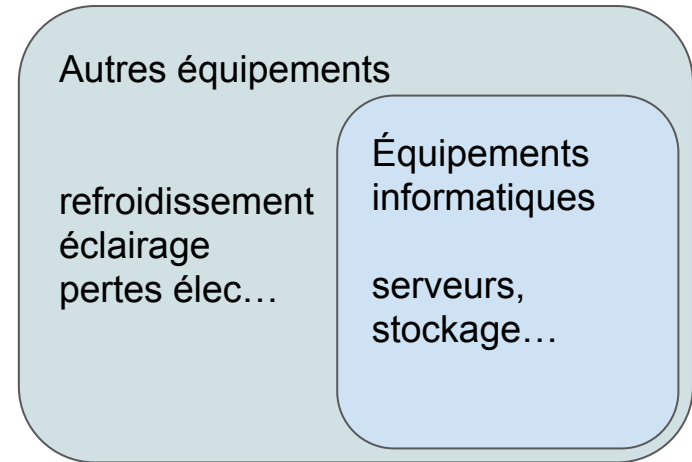 Autres équipements
refroidissement
éclairage
pertes élec…
Équipements
informatiques
serveurs,
stockage…